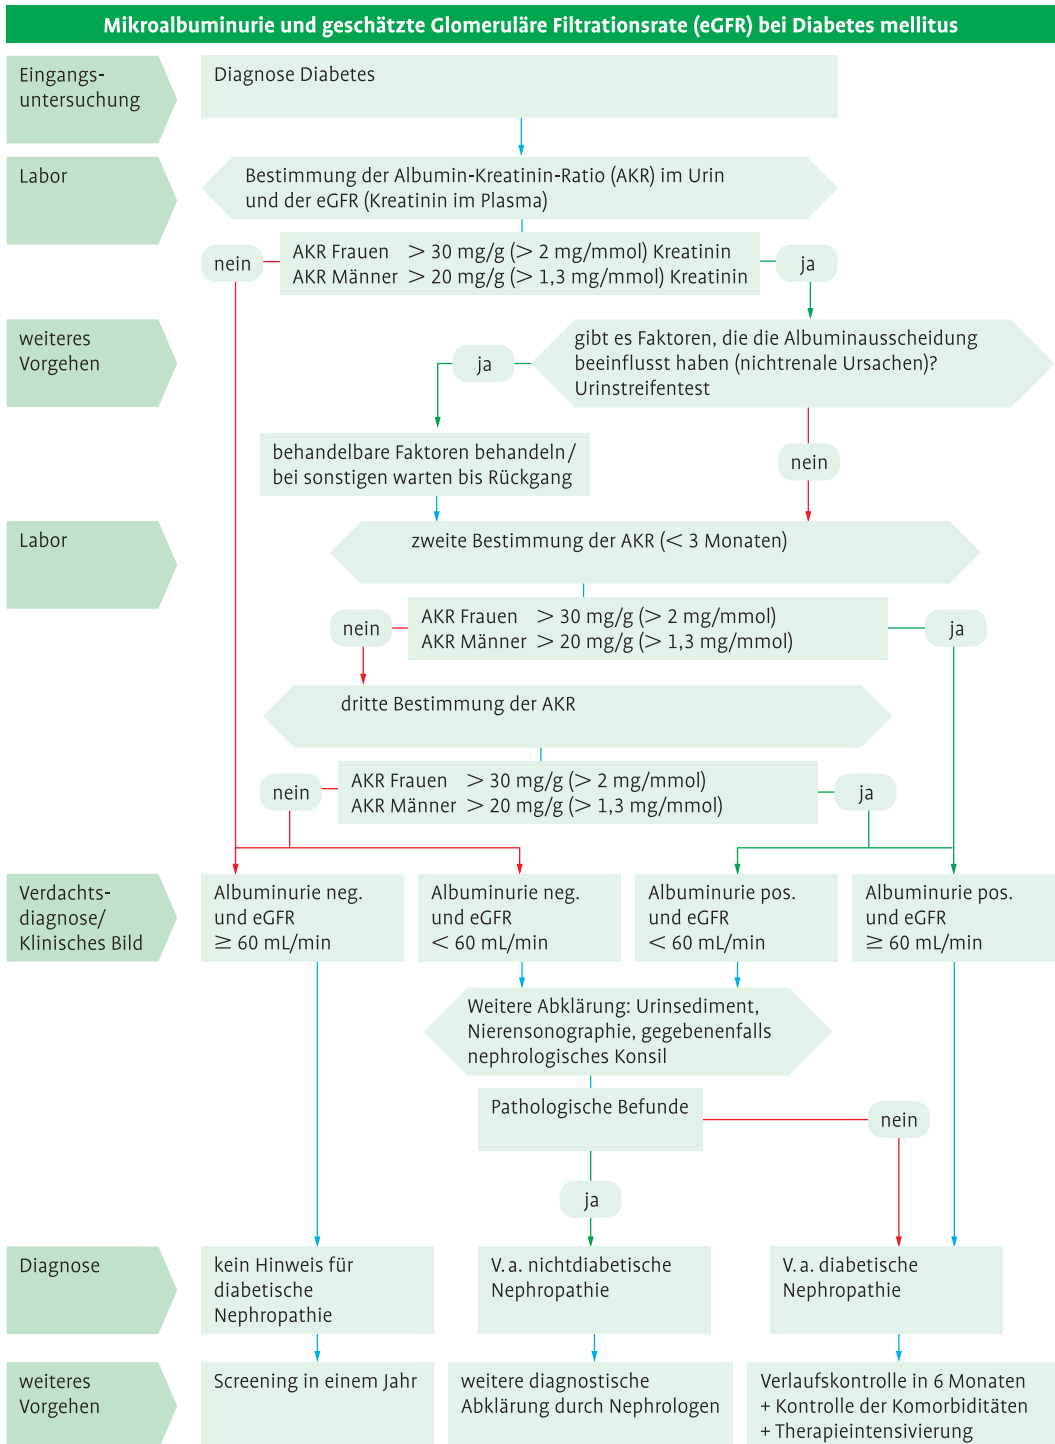 Mikroalbuminurie und geschätzte Glomeruläre Filtrationsrate (eGFR) bei Diabetes mellitus
Eingangs-
untersuchung
Diagnose Diabetes
Labor
Bestimmung der Albumin-Kreatinin-Ratio (AKR) im Urin
und der eGFR (Kreatinin im Plasma)
nein
AKR Frauen > 30 mg/g (> 2 mg/mmol) Kreatinin
AKR Männer > 20 mg/g (> 1,3 mg/mmol) Kreatinin
ja
weiteres
Vorgehen
gibt es Faktoren, die die Albuminausscheidung
beeinflusst haben (nichtrenale Ursachen)?
Urinstreifentest
ja
behandelbare Faktoren behandeln/
bei sonstigen warten bis Rückgang
nein
Labor
zweite Bestimmung der AKR (< 3 Monaten)
nein
AKR Frauen > 30 mg/g (> 2 mg/mmol)
AKR Männer > 20 mg/g (> 1,3 mg/mmol)
ja
dritte Bestimmung der AKR
nein
AKR Frauen > 30 mg/g (> 2 mg/mmol)
AKR Männer > 20 mg/g (> 1,3 mg/mmol)
ja
Verdachts-
diagnose/
Klinisches Bild
Albuminurie neg.
und eGFR
≥ 60 mL/min
Albuminurie neg.
und eGFR
< 60 mL/min
Albuminurie pos.
und eGFR
< 60 mL/min
Albuminurie pos.
und eGFR
≥ 60 mL/min
Weitere Abklärung: Urinsediment,
Nierensonographie, gegebenenfalls
nephrologisches Konsil
Pathologische Befunde
nein
ja
Diagnose
kein Hinweis für
diabetische
Nephropathie
V. a. nichtdiabetische
Nephropathie
V. a. diabetische
Nephropathie
weiteres
Vorgehen
Screening in einem Jahr
weitere diagnostische
Abklärung durch Nephrologen
Verlaufskontrolle in 6 Monaten
+ Kontrolle der Komorbiditäten
+ Therapieintensivierung